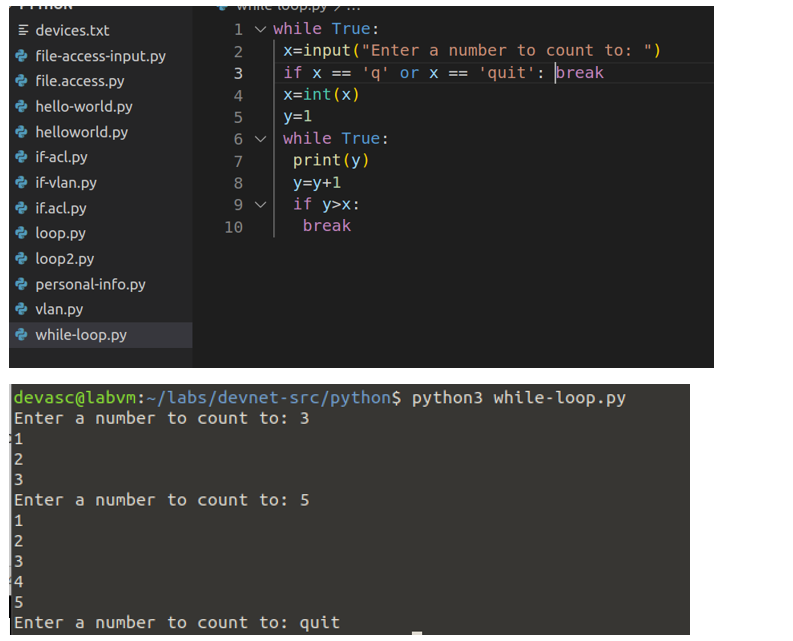 devices.txt
file-access-input.py
file.access.py
hello-world.py
helloworld.py
if-acl.py
if-vlan.py
if.acl.py
loop.py
loop2.py
personal-info.py
vlan.py
while-loop.py
1 while True:
2 x=input("Enter a number to count to: ")
3 if x == 'q' or x == 'quit': break
4 x=int(x)
5 y=1
6 while True:
7 print(y)
8 y=y+1
9 if y>x:
10 break
devasc@labvm:~/labs/devnet-src/python$ python3 while-loop.py
Enter a number to count to: 3
1
2
3
Enter a number to count to: 5
1
2
3
4
5
Enter a number to count to: quit